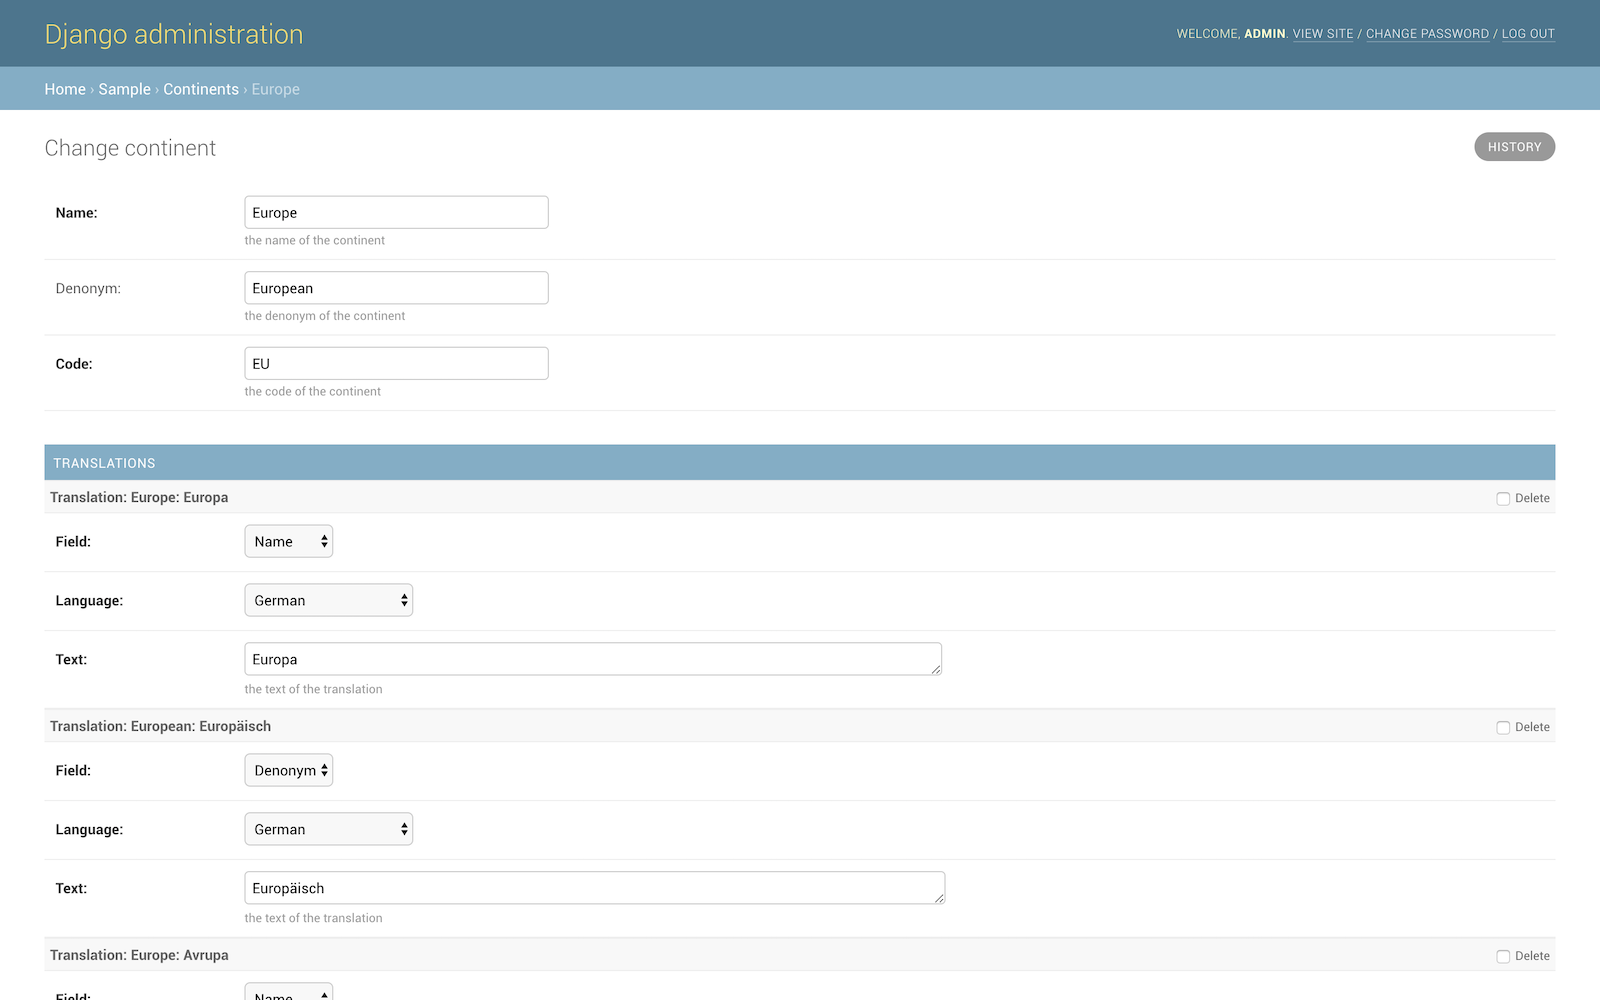 Django administration
WELCOME, ADMIN. VIEW SITE / CHANGE PASSWORD / LOG OUT
Home › Sample › Continents › Europe
Change continent
HISTORY
Name:
Europe
the name of the continent
Denonym:
European
the denonym of the continent
Code:
EU
the code of the continent
TRANSLATIONS
Translation: Europe: Europa
Delete
Field:
Name
Language:
German
Text:
Europa
the text of the translation
Translation: European: Europäisch
Delete
Field:
Denonym
Language:
German
Text:
Europäisch
the text of the translation
Translation: Europe: Avrupa
Delete
Field:
Name